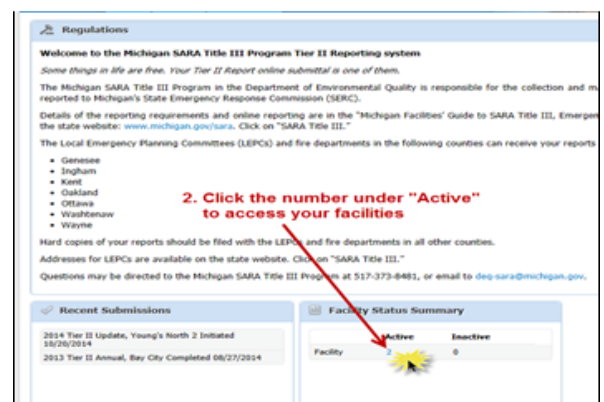 Regulations
Welcome to the Michigan SARA Title III Program Tier II Reporting system
Some things in life are free. Your Tier II Report online submittal is one of them.
The Michigan SARA Title III Program in the Department of Environmental Quality is responsible for the collection and
reported to Michigan's State Emergency Response Commission (SERC).
Details of the reporting requirements and online reporting are in the "Michigan Facilities' Guide to SARA Title III, Emergen
the state website: www.michigan.gov/sara. Click on "SARA Title III."
The Local Emergency Planning Committees (LEPCs) and fire departments in the following counties can receive your reports
• Genesee
• Ingham
• Kent
• Oakland
• Ottawa
• Washtenaw
• Wayne
2. Click the number under "Active"
to access your facilities
Hard copies of your reports should be filed with the LEPCs and fire departments in all other counties.
Addresses for LEPCs are available on the state website. Click on "SARA Title III."
Questions may be directed to the Michigan SARA Title III Program at 517-373-8481, or email to deq-sara@michigan.gov.
Recent Submissions
2014 Tier II Update, Young's North 2 Initiated
10/20/2014
2013 Tier II Annual, Bay City Completed 08/27/2014
Facility Status Summary
Active Inactive
Facility 2 0